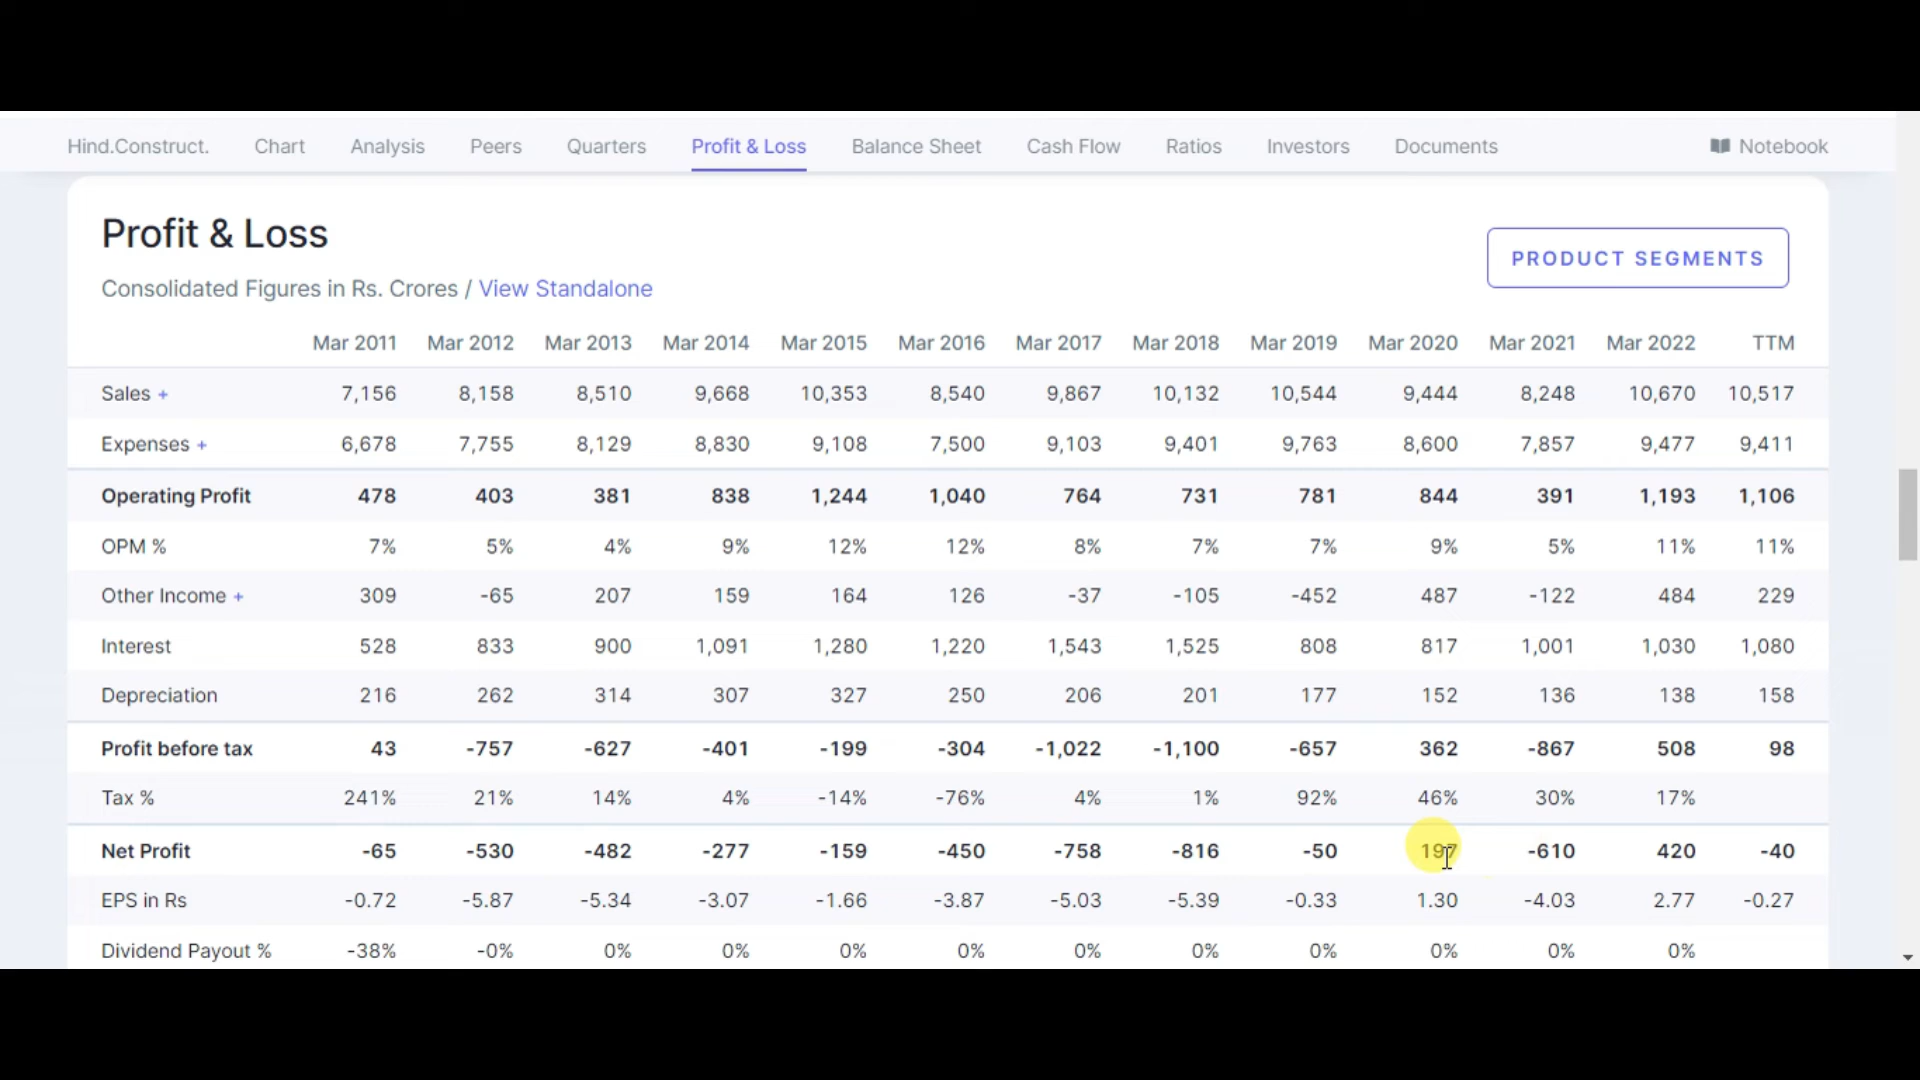 Hind.Construct. Chart Analysis Peers Quarters Profit & Loss Balance Sheet Cash Flow Ratios Investors Documents Notebook
Profit & Loss
PRODUCT SEGMENTS
Consolidated Figures in Rs. Crores / View Standalone
Mar 2011 Mar 2012 Mar 2013 Mar 2014 Mar 2015 Mar 2016 Mar 2017 Mar 2018 Mar 2019 Mar 2020 Mar 2021 Mar 2022 TTM
Sales + 7,156 8,158 8,510 9,668 10,353 8,540 9,867 10,132 10,544 9,444 8,248 10,670 10,517
Expenses + 6,678 7,755 8,129 8,830 9,108 7,500 9,103 9,401 9,763 8,600 7,857 9,477 9,411
Operating Profit 478 403 381 838 1,244 1,040 764 731 781 844 391 1,193 1,106
OPM % 7% 5% 4% 9% 12% 12% 8% 7% 7% 9% 5% 11% 11%
Other Income + 309 -65 207 159 164 126 -37 -105 -452 487 -122 484 229
Interest 528 833 900 1,091 1,280 1,220 1,543 1,525 808 817 1,001 1,030 1,080
Depreciation 216 262 314 307 327 250 206 201 177 152 136 138 158
Profit before tax 43 -757 -627 -401 -199 -304 -1,022 -1,100 -657 362 -867 508 98
Tax % 241% 21% 14% 4% -14% -76% 4% 1% 92% 46% 30% 17%
Net Profit -65 -530 -482 -277 -159 -450 -758 -816 -50 197 -610 420 -40
EPS in Rs -0.72 -5.87 -5.34 -3.07 -1.66 -3.87 -5.03 -5.39 -0.33 1.30 -4.03 2.77 -0.27
Dividend Payout % -38% -0% 0% 0% 0% 0% 0% 0% 0% 0% 0% 0%